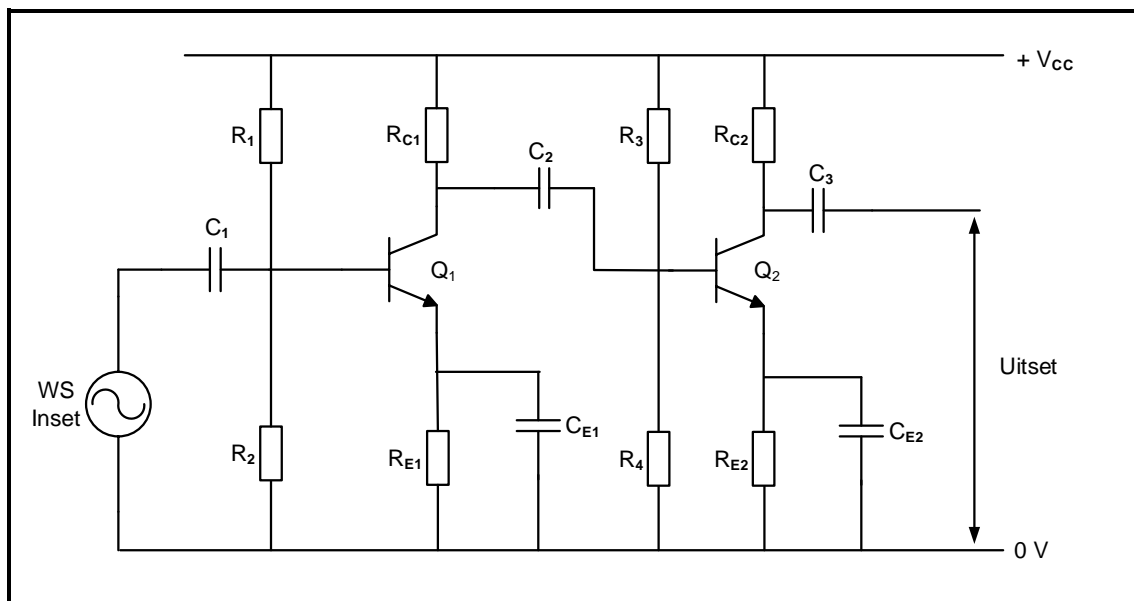 + VCC
R1
RC1
R3
RC2
C2
C3
C1
Q1
Q2
WS
Inset
Uitset
R2
RE1
CE1
R4
RE2
CE2
0 V